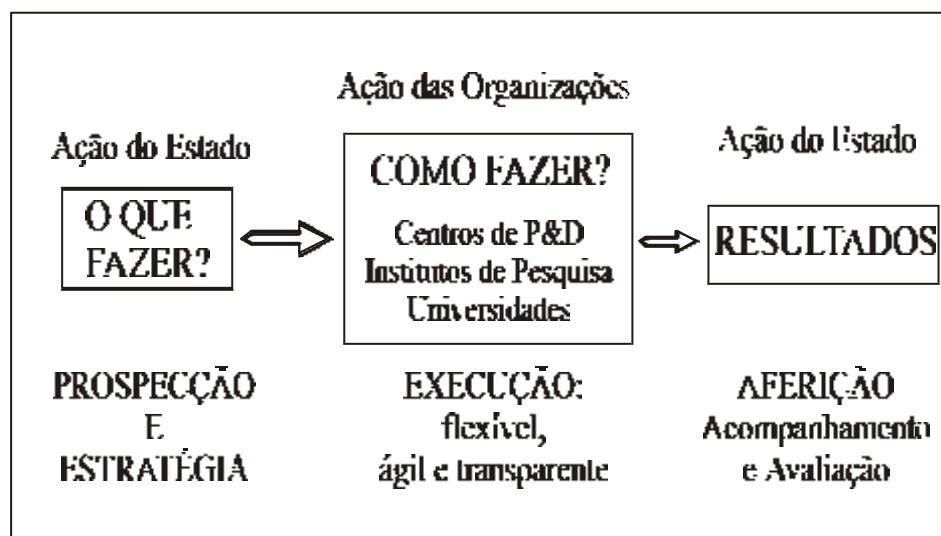 Ação do Estado
O QUE
FAZER?
PROSPECÇÃO
E
ESTRATÉGIA
Ação das Organizações
COMO FAZER?
Centros de P&D
Institutos de Pesquisa
Universidades
EXECUÇÃO:
flexível,
ágil e transparente
Ação do Estado
RESULTADOS
AFERIÇÃO
Acompanhamento
e Avaliação